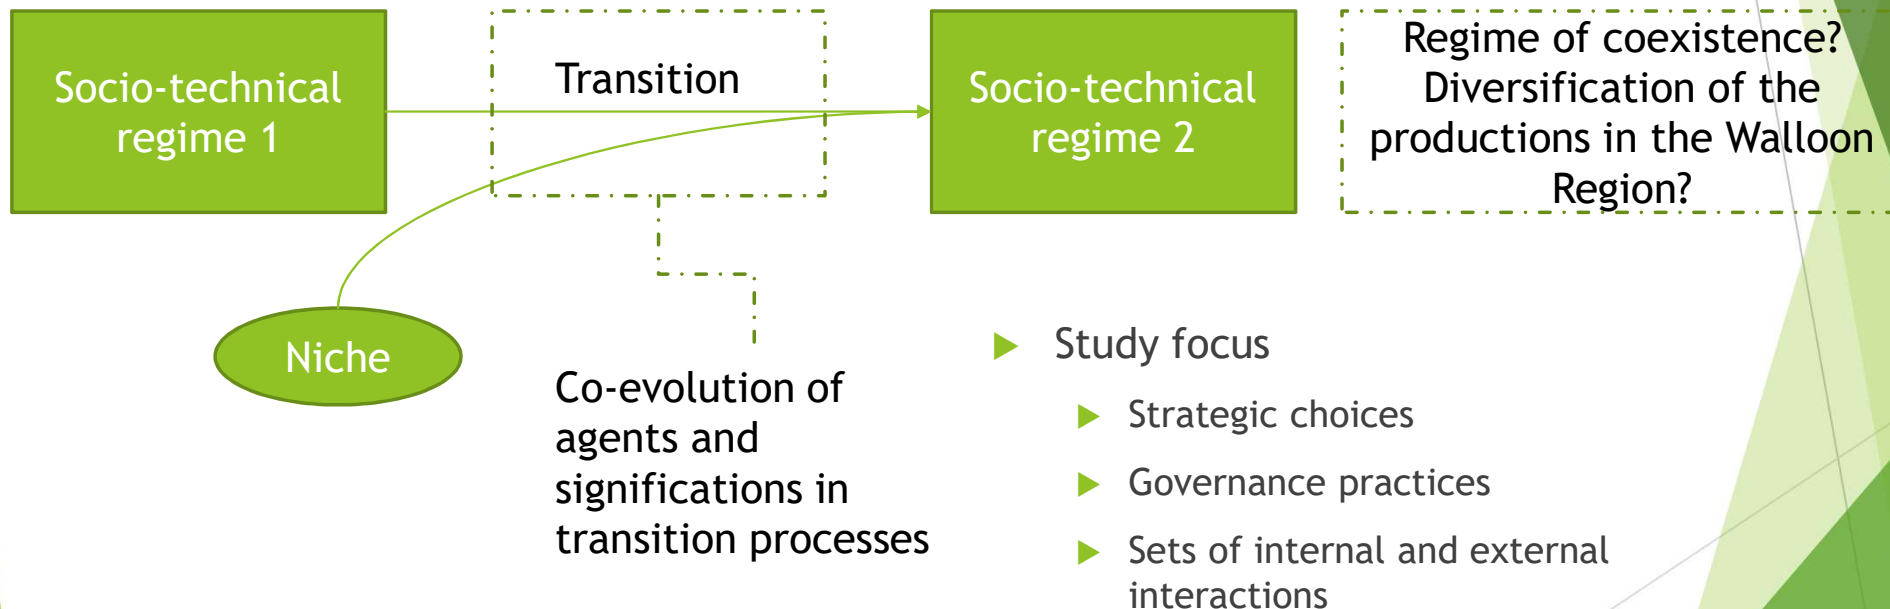 Socio-technical
regime 1
Transition
Socio-technical
regime 2
Regime of coexistence?
Diversification of the
productions in the Walloon
Region?
Niche
Co-evolution of
agents and
significations in
transition processes
Study focus
Strategic choices
Governance practices
Sets of internal and external
interactions